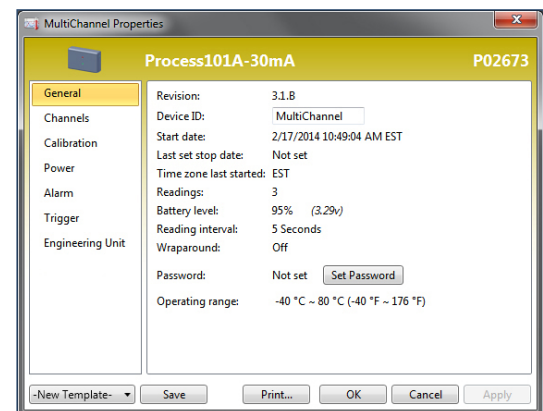 MultiChannel Properties
x
Process101A-30mA P02673
General
Channels
Calibration
Power
Alarm
Trigger
Engineering Unit
Revision: 3.1.B
Device ID: MultiChannel
Start date: 2/17/2014 10:49:04 AM EST
Last set stop date: Not set
Time zone last started: EST
Readings: 3
Battery level: 95% (3.29v)
Reading interval: 5 Seconds
Wraparound: Off
Password: Not set Set Password
Operating range: -40 °C ~ 80 °C (-40 °F ~ 176 °F)
-New Template- Save Print... OK Cancel Apply